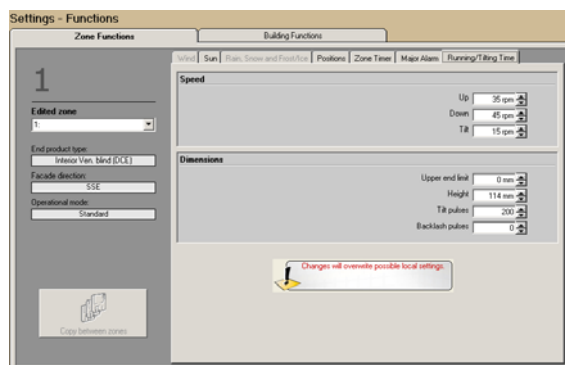 Settings - Functions
Zone Functions
Building Functions
Wind
Sun
Rain, Snow and Frost/Ice
Positions
Zone Timer
Major Alarm
Running/Tilting Time
1
Edited zone
1:
End product type:
Interior Ven. blind (DCE)
Facade direction:
SSE
Operational mode:
Standard
Copy between zones
Speed
Up 35 rpm
Down 45 rpm
Tilt 15 rpm
Dimensions
Upper end limit 0 mm
Height 114 mm
Tilt pulses 200
Backlash pulses 0
Changes will overwrite possible local settings.